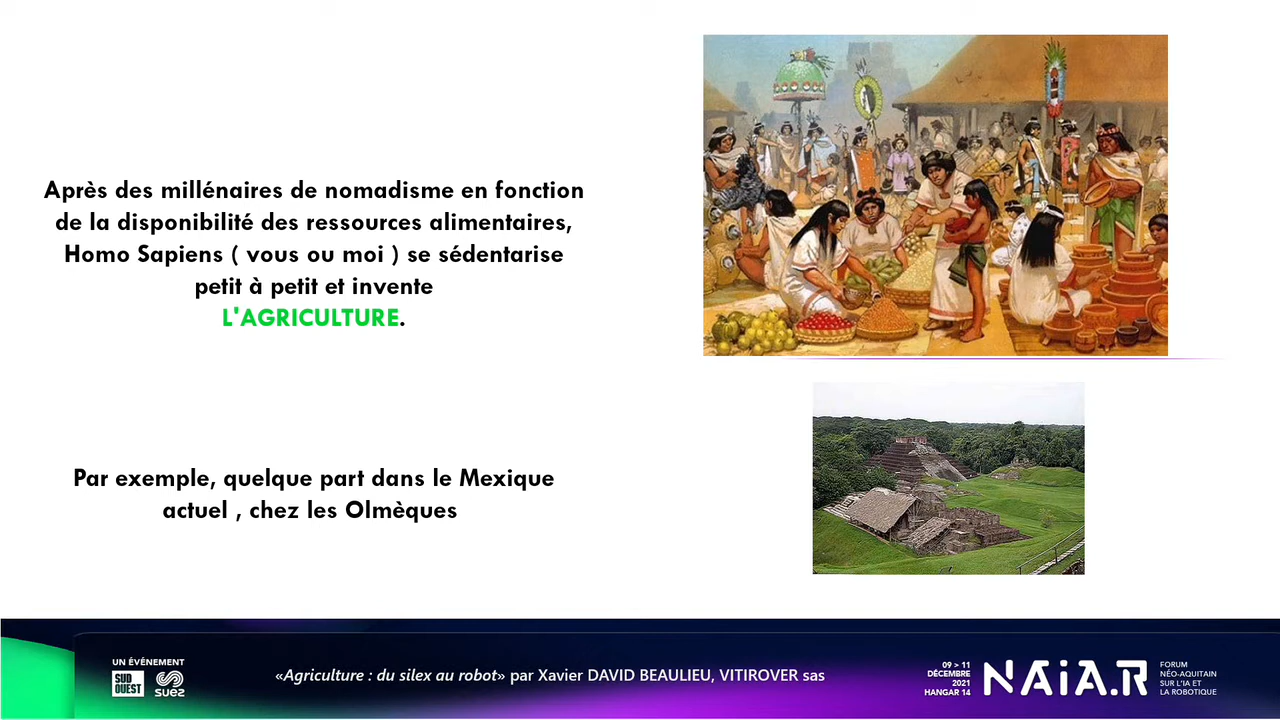 Après des millénaires de nomadisme en fonction
de la disponibilité des ressources alimentaires,
Homo Sapiens ( vous ou moi ) se sédentarise
petit à petit et invente
L'AGRICULTURE.
Par exemple, quelque part dans le Mexique
actuel , chez les Olmèques
UN ÉVÉNEMENT
SUD
OUEST
suez
«Agriculture : du silex au robot» par Xavier DAVID BEAULIEU, VITIROVER sas
09 > 11
DÉCEMBRE
2021
HANGAR 14
NAiA.R
FORUM
NÉO-AQUITAIN
SUR L'IA ET
LA ROBOTIQUE